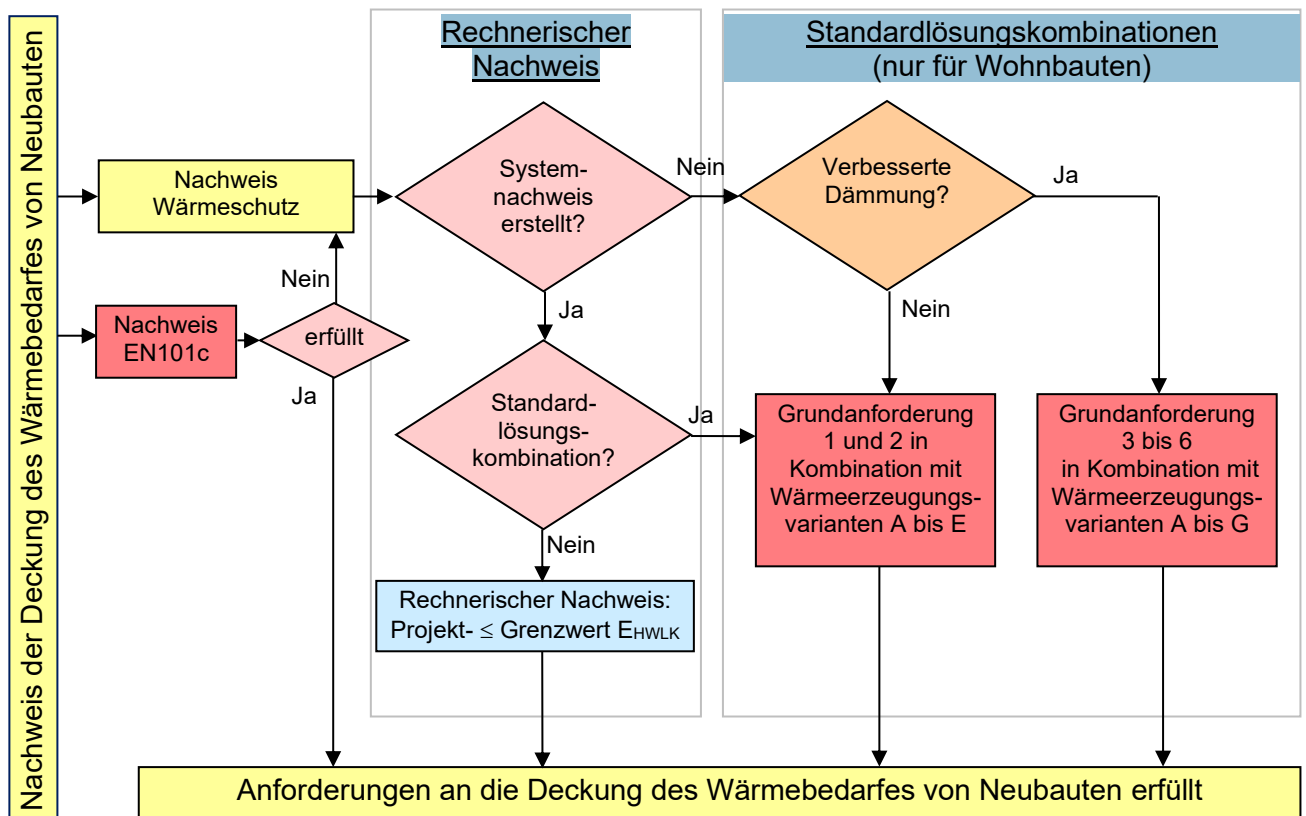 Nachweis der Deckung des Wärmebedarfes von Neubauten
Rechnerischer
Nachweis
Standardlösungskombinationen
(nur für Wohnbauten)
Nachweis
Wärmeschutz
System-
nachweis
erstellt?
Nein
Verbesserte
Dämmung?
Ja
Nein
Nachweis
EN101c
erfüllt
Ja
Ja
Nein
Standard-
lösungs-
kombination?
Ja
Grundanforderung
1 und 2 in
Kombination mit
Wärmeerzeugungs-
varianten A bis E
Grundanforderung
3 bis 6
in Kombination mit
Wärmeerzeugungs-
varianten A bis G
Nein
Rechnerischer Nachweis:
Projekt- ≤ Grenzwert EHWLK
Anforderungen an die Deckung des Wärmebedarfes von Neubauten erfüllt